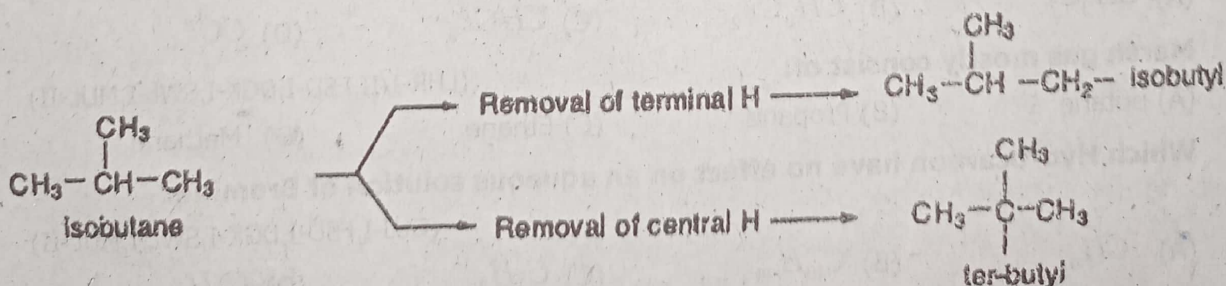 CH₃
CH₃-CH-CH₃
isobutane
Removal of terminal H
CH₃
CH₃-CH-CH₂- isobutyl
Removal of central H
CH₃
CH₃-C-CH₃
ter-butyl